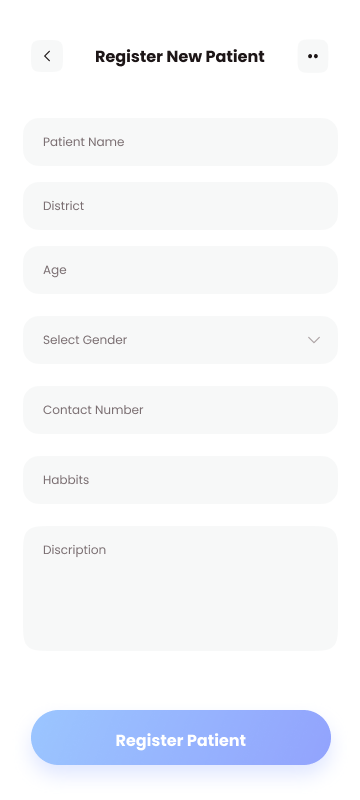 Register New Patient
Patient Name
District
Age
Select Gender
Contact Number
Habbits
Discription
Register Patient